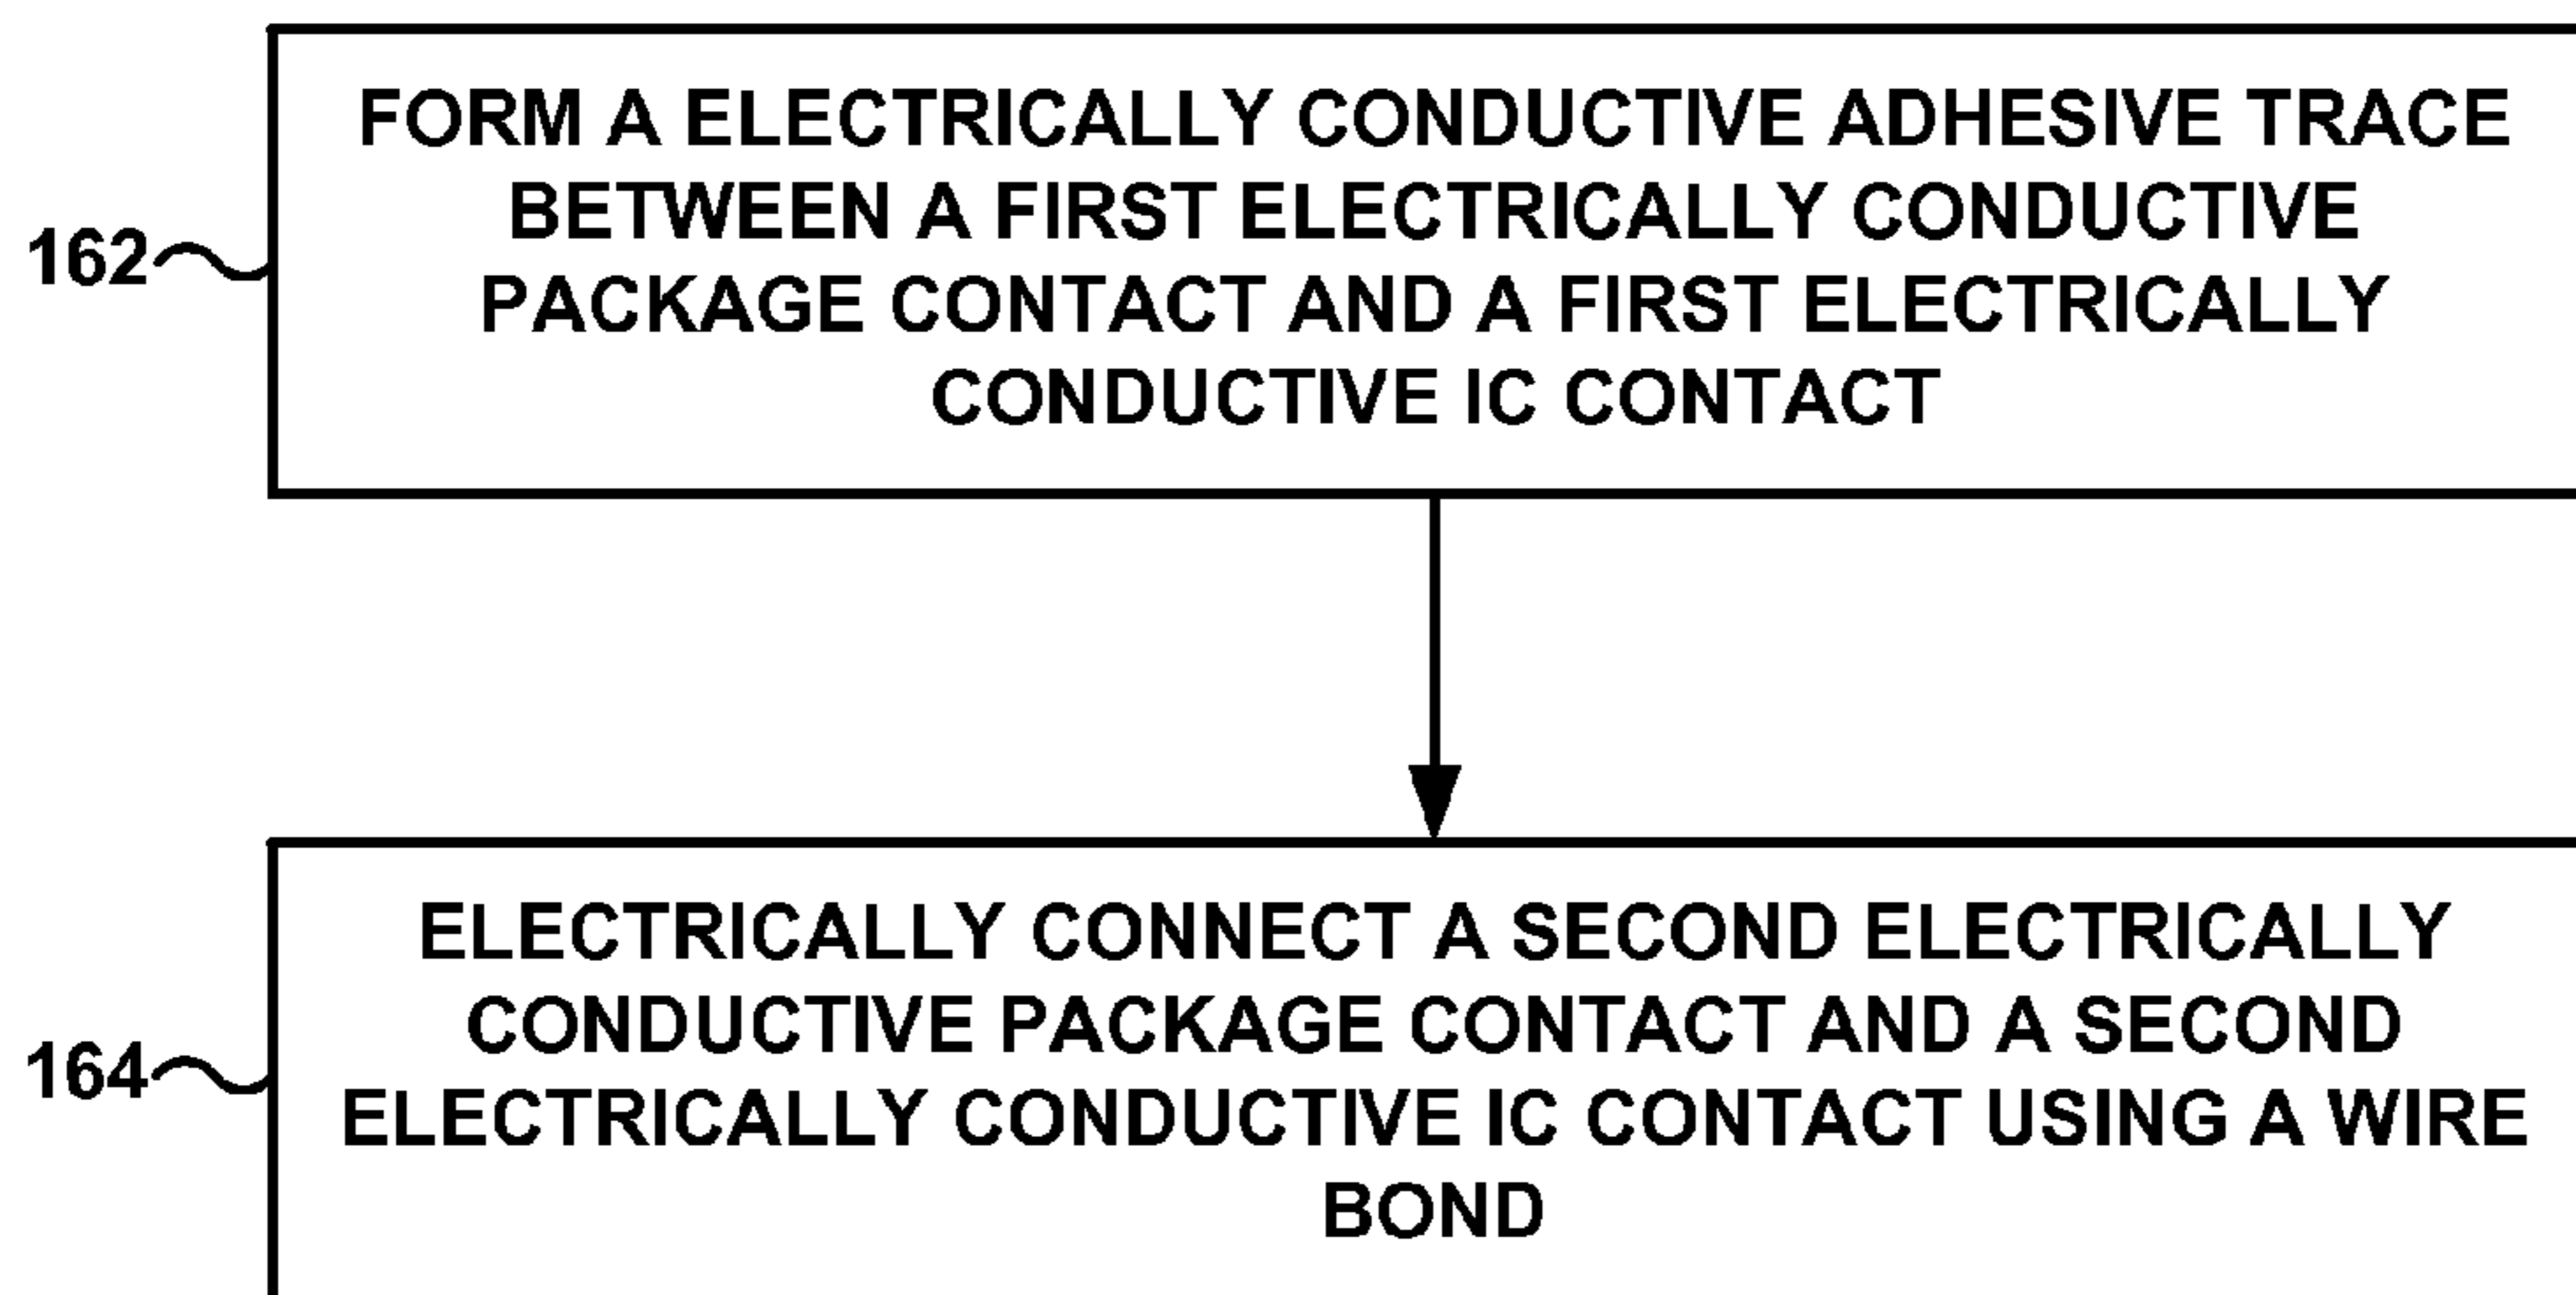 FORM A ELECTRICALLY CONDUCTIVE ADHESIVE TRACE
BETWEEN A FIRST ELECTRICALLY CONDUCTIVE
162
PACKAGE CONTACT AND A FIRST ELECTRICALLY
CONDUCTIVE IC CONTACT
ELECTRICALLY CONNECT A SECOND ELECTRICALLY
CONDUCTIVE PACKAGE CONTACT AND A SECOND
164
ELECTRICALLY CONDUCTIVE IC CONTACT USING A WIRE
BOND